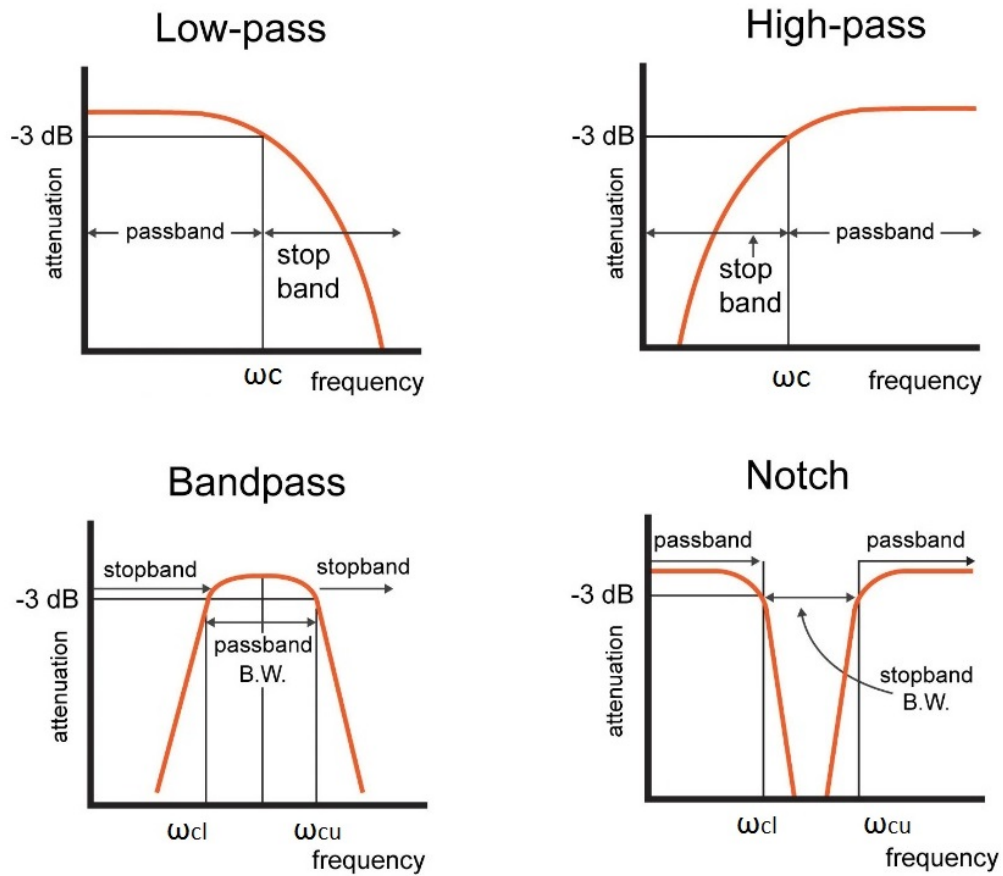 Low-pass
-3 dB
attenuation
passband
stop
band
ωc
frequency
High-pass
-3 dB
attenuation
passband
stop
band
ωc
frequency
Bandpass
stopband
stopband
-3 dB
attenuation
passband
B.W.
ωcl
ωcu
frequency
Notch
passband
passband
-3 dB
attenuation
stopband
B.W.
ωcl
ωcu
frequency